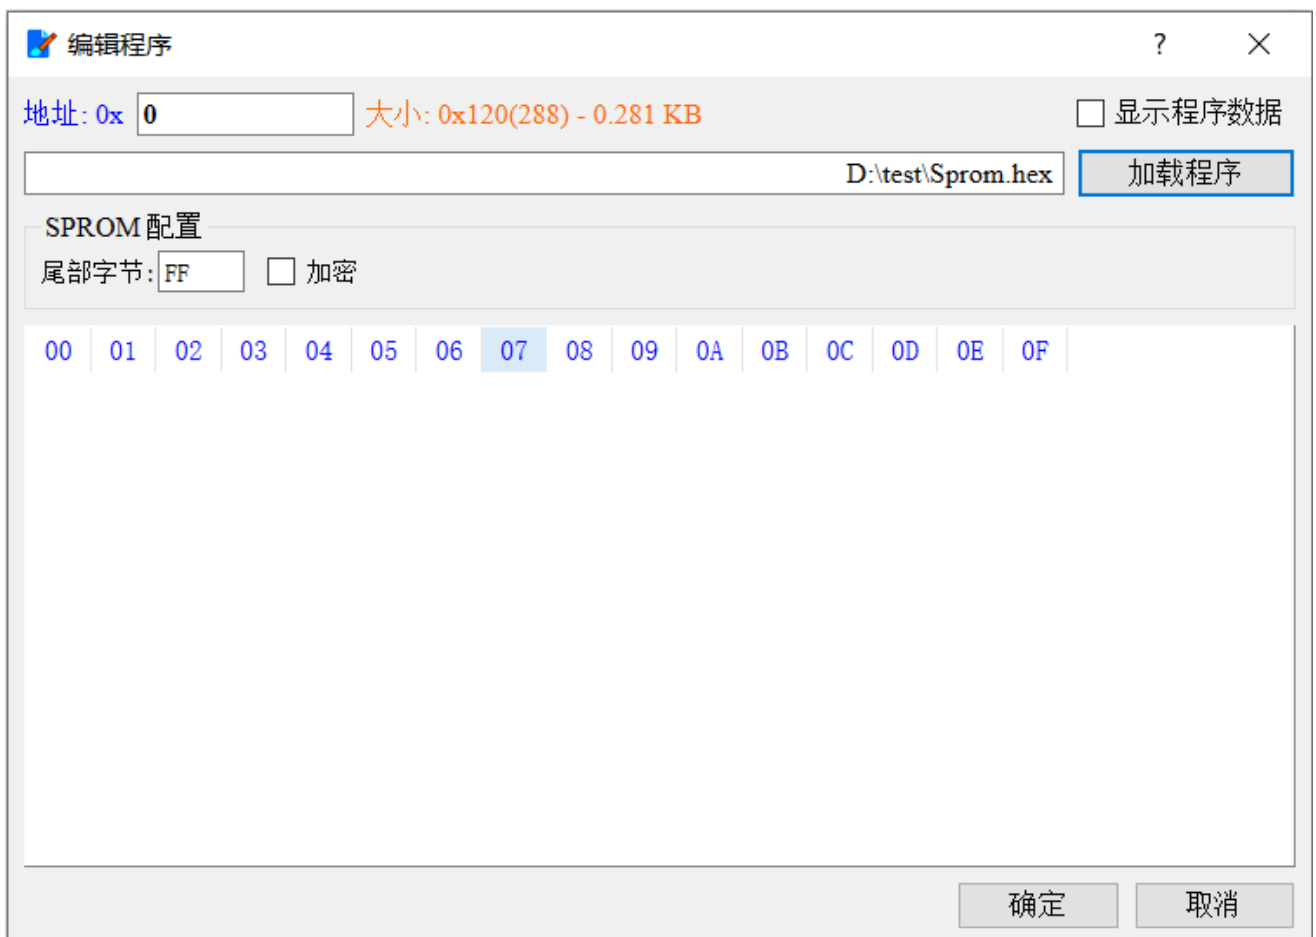 编辑程序 ?
地址: 0x 0 大小: 0x120(288) - 0.281 KB 显示程序数据
D:\test\Sprom.hex 加载程序
SPROM 配置
尾部字节: FF 加密
00 01 02 03 04 05 06 07 08 09 0A 0B 0C 0D 0E 0F
确定 取消